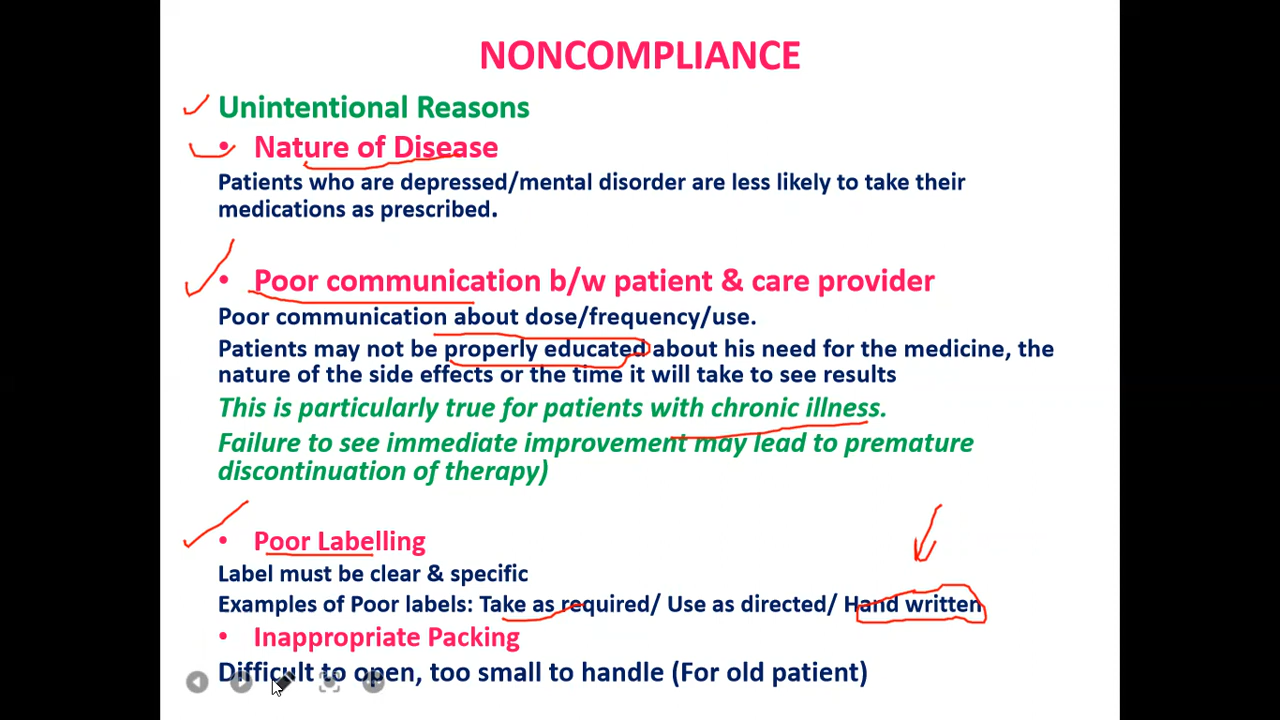 NONCOMPLIANCE
Unintentional Reasons
• Nature of Disease
Patients who are depressed/mental disorder are less likely to take their
medications as prescribed.
• Poor communication b/w patient & care provider
Poor communication about dose/frequency/use.
Patients may not be properly educated about his need for the medicine, the
nature of the side effects or the time it will take to see results
This is particularly true for patients with chronic illness.
Failure to see immediate improvement may lead to premature
discontinuation of therapy)
• Poor Labelling
Label must be clear & specific
Examples of Poor labels: Take as required/ Use as directed/ Hand written
• Inappropriate Packing
Difficult to open, too small to handle (For old patient)